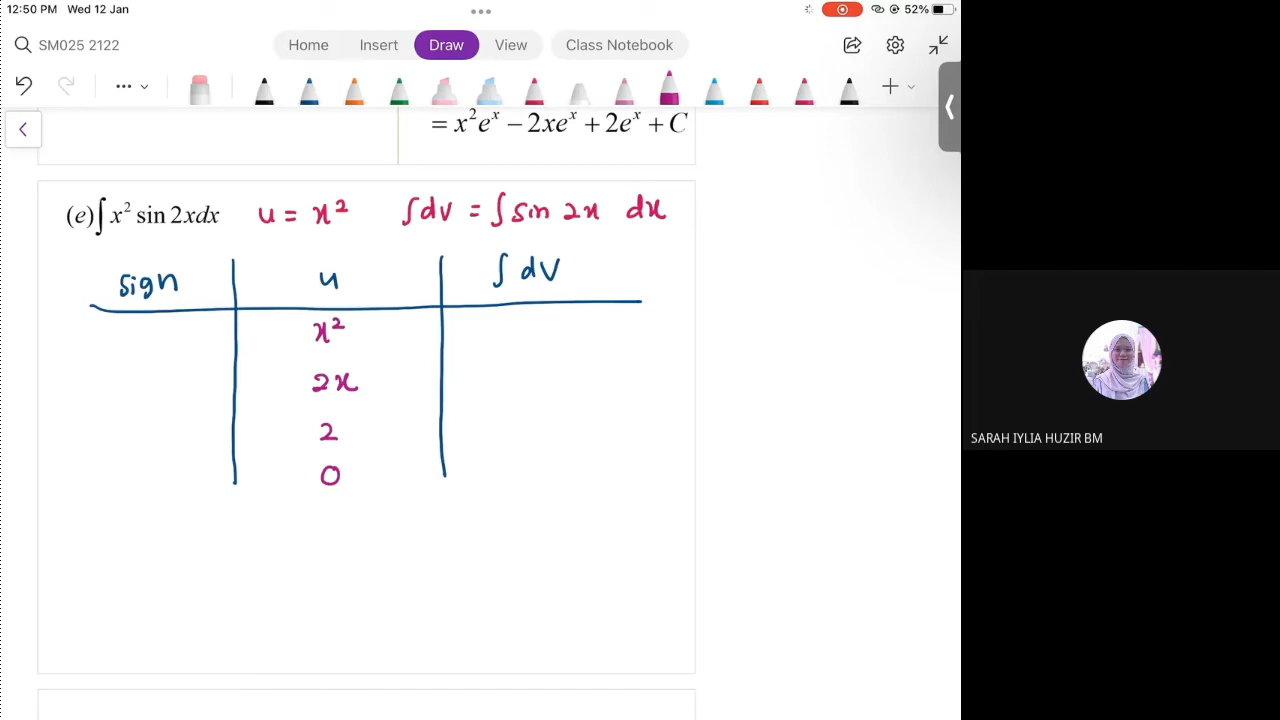 12:50 PM Wed 12 Jan 52%
SM025 2122 Home Insert Draw View Class Notebook
= x²eˣ − 2xeˣ + 2eˣ + C
(e) ∫ x² sin 2x dx u = x² ∫ dv = ∫ sin 2x dx
sign u ∫ dv
x²
2x
2
0
SARAH IYLIA HUZIR BM